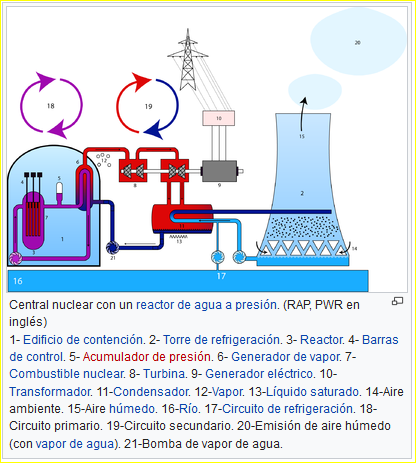 20
18
19
10
15
4
5
6
12
8
9
2
7
1
3
11
13
21
14
16
17
Central nuclear con un reactor de agua a presión. (RAP, PWR en
inglés)
1- Edificio de contención. 2- Torre de refrigeración. 3- Reactor. 4- Barras
de control. 5- Acumulador de presión. 6- Generador de vapor. 7-
Combustible nuclear. 8- Turbina. 9- Generador eléctrico. 10-
Transformador. 11-Condensador. 12-Vapor. 13-Líquido saturado. 14-Aire
ambiente. 15-Aire húmedo. 16-Río. 17-Circuito de refrigeración. 18-
Circuito primario. 19-Circuito secundario. 20-Emisión de aire húmedo
(con vapor de agua). 21-Bomba de vapor de agua.